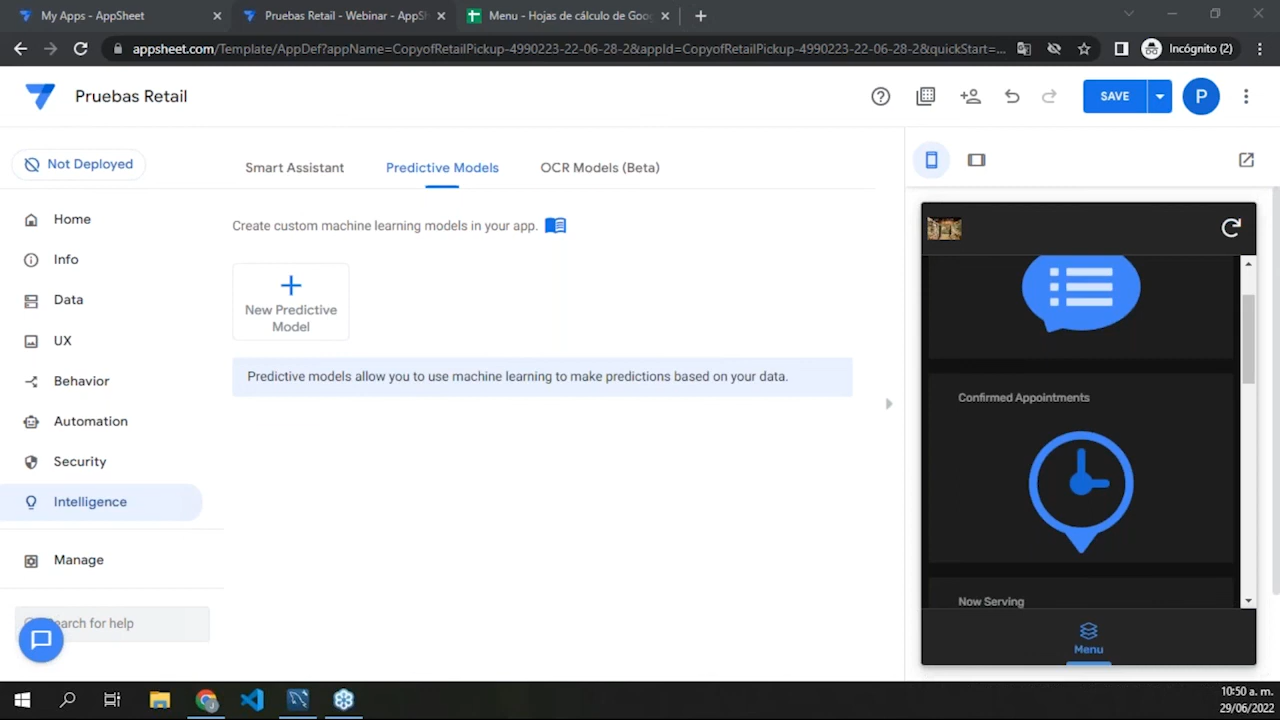 My Apps - AppSheet
Pruebas Retail - Webinar - AppSh
Menu - Hojas de cálculo de Goo
appsheet.com/Template/AppDef?appName=CopyofRetailPickup-4990223-22-06-28-2&appId=CopyofRetailPickup-4990223-22-06-28-2&quickStart=...
Incógnito (2)
Pruebas Retail
SAVE
P
Not Deployed
Smart Assistant
Predictive Models
OCR Models (Beta)
Home
Info
Data
UX
Behavior
Automation
Security
Intelligence
Manage
Search for help
Create custom machine learning models in your app.
New Predictive
Model
Predictive models allow you to use machine learning to make predictions based on your data.
Confirmed Appointments
Now Serving
Menu
10:50 a. m.
29/06/2022